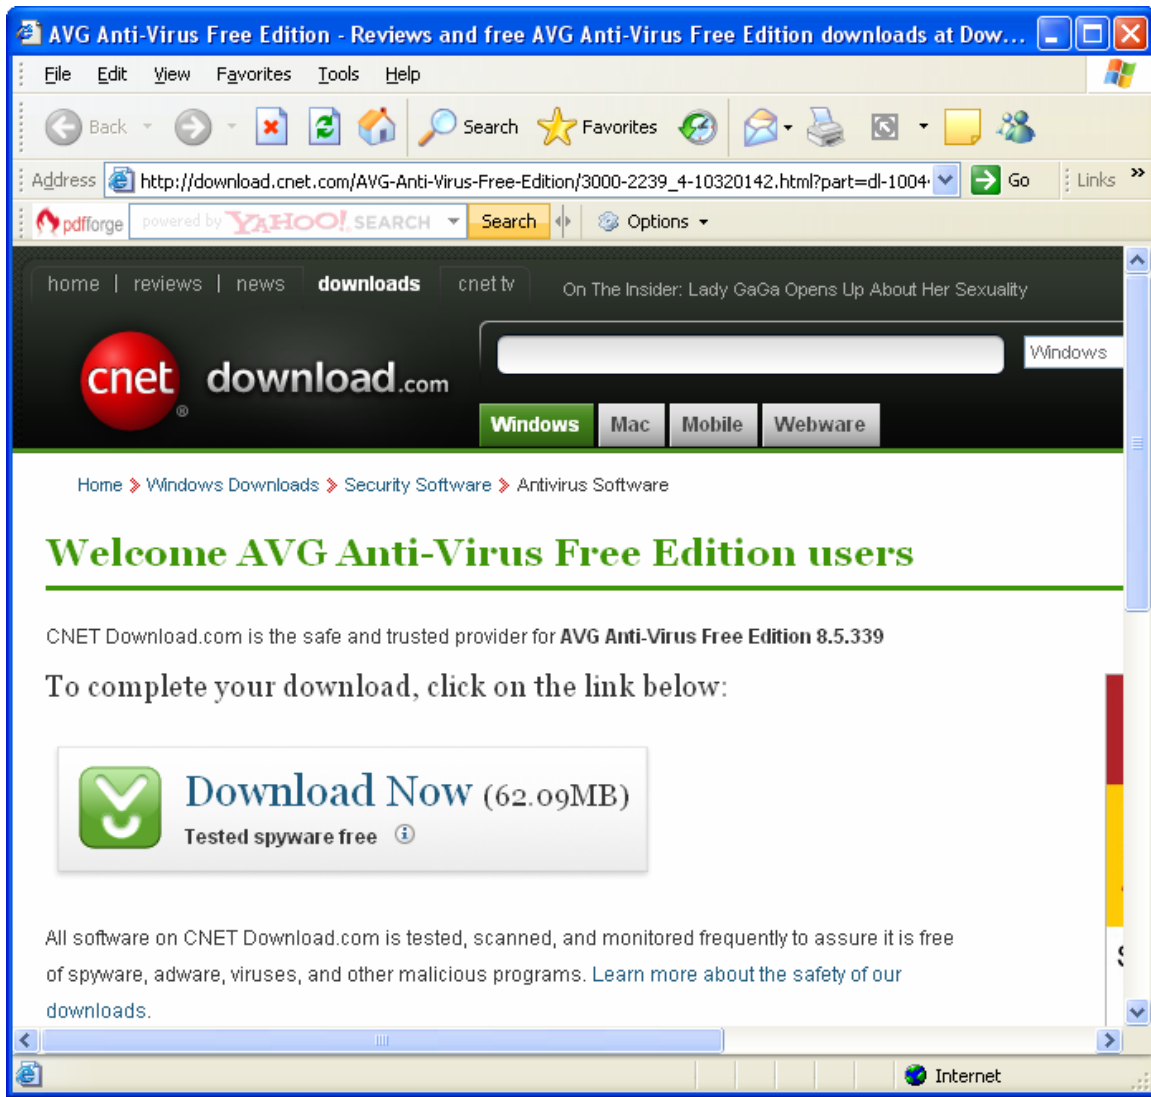 AVG Anti-Virus Free Edition - Reviews and free AVG Anti-Virus Free Edition downloads at Dow...
File Edit View Favorites Tools Help
Back Search Favorites
Address http://download.cnet.com/AVG-Anti-Virus-Free-Edition/3000-2239_4-10320142.html?part=dl-1004 Go Links »
pdfforge powered by YAHOO! SEARCH Search Options
home | reviews | news downloads cnet tv On The Insider: Lady GaGa Opens Up About Her Sexuality
cnet® download.com Windows
Windows Mac Mobile Webware
Home Windows Downloads Security Software Antivirus Software
Welcome AVG Anti-Virus Free Edition users
CNET Download.com is the safe and trusted provider for AVG Anti-Virus Free Edition 8.5.339
To complete your download, click on the link below:
Download Now (62.09MB)
Tested spyware free
All software on CNET Download.com is tested, scanned, and monitored frequently to assure it is free
of spyware, adware, viruses, and other malicious programs. Learn more about the safety of our
downloads.
Internet